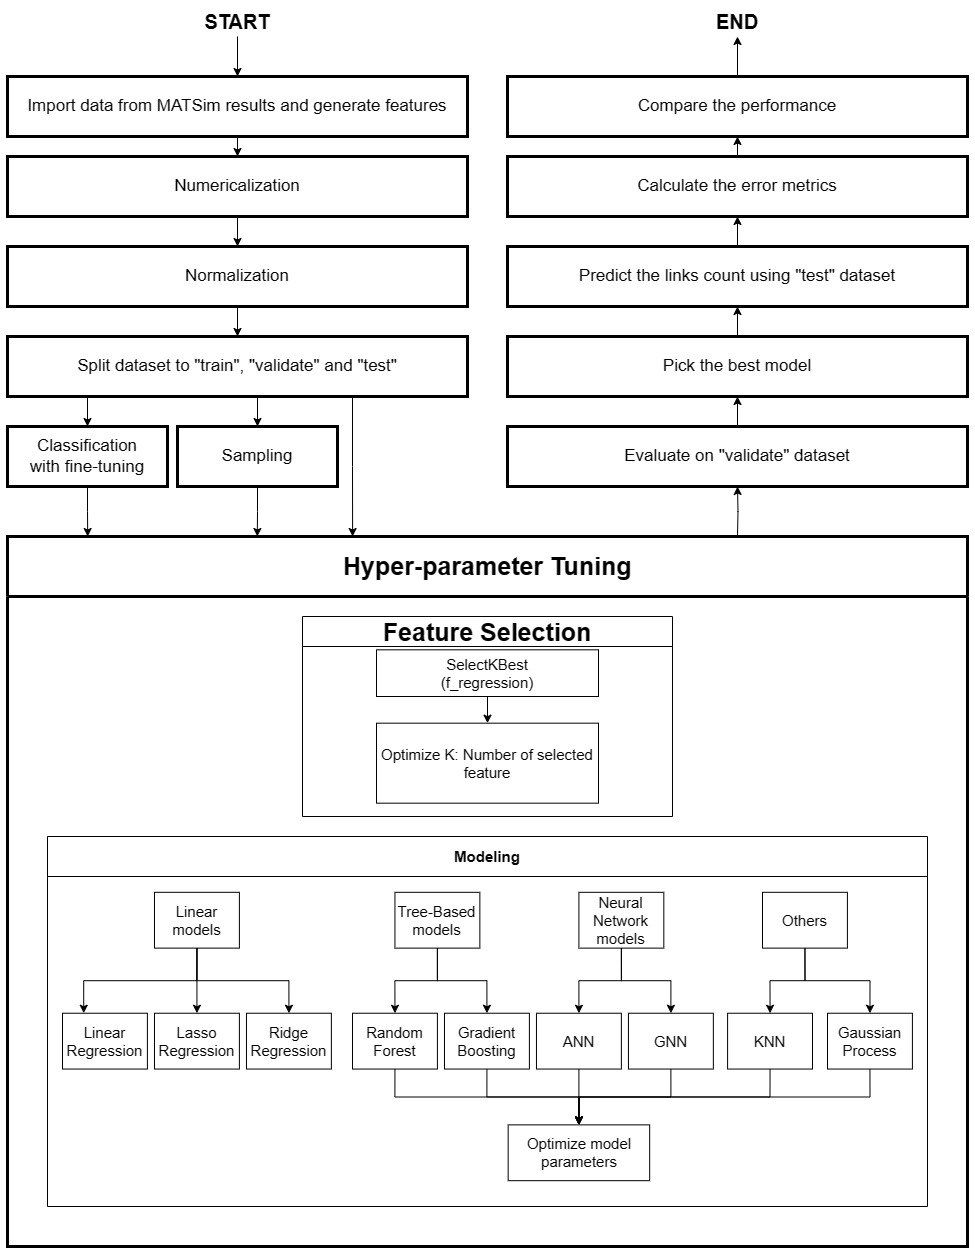 START
Import data from MATSim results and generate features
Numericalization
Normalization
Split dataset to "train", "validate" and "test"
Classification
with fine-tuning
Sampling
END
Compare the performance
Calculate the error metrics
Predict the links count using "test" dataset
Pick the best model
Evaluate on "validate" dataset
Hyper-parameter Tuning
Feature Selection
SelectKBest
(f_regression)
Optimize K: Number of selected
feature
Modeling
Linear
models
Tree-Based
models
Neural
Network
models
Others
Linear
Regression
Lasso
Regression
Ridge
Regression
Random
Forest
Gradient
Boosting
ANN
GNN
KNN
Gaussian
Process
Optimize model
parameters